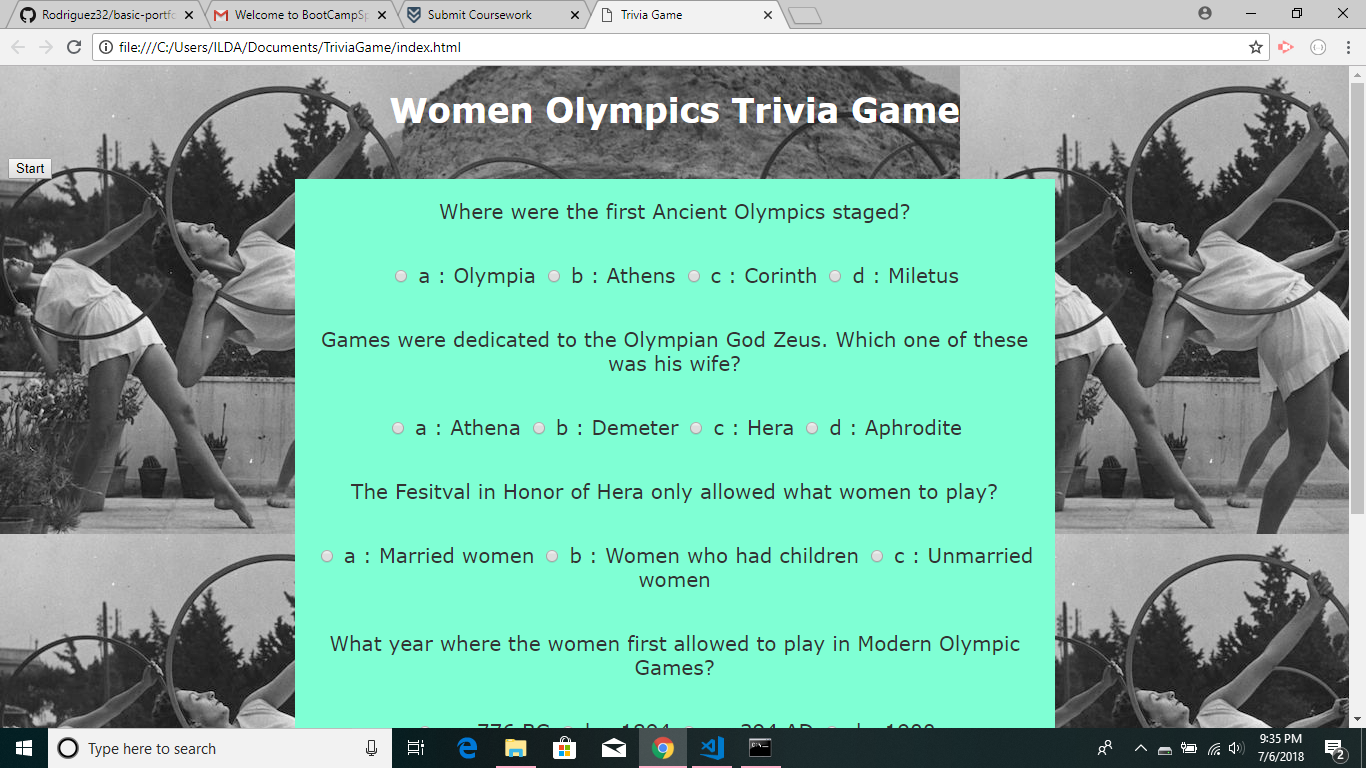 Rodriguez32/basic-portfo
Welcome to BootCampSp
Submit Coursework
Trivia Game
file:///C:/Users/ILDA/Documents/TriviaGame/index.html
Women Olympics Trivia Game
Start
Where were the first Ancient Olympics staged?
a : Olympia b : Athens c : Corinth d : Miletus
Games were dedicated to the Olympian God Zeus. Which one of these
was his wife?
a : Athena b : Demeter c : Hera d : Aphrodite
The Fesitval in Honor of Hera only allowed what women to play?
a : Married women b : Women who had children c : Unmarried
women
What year where the women first allowed to play in Modern Olympic
Games?
Type here to search
9:35 PM
7/6/2018
2